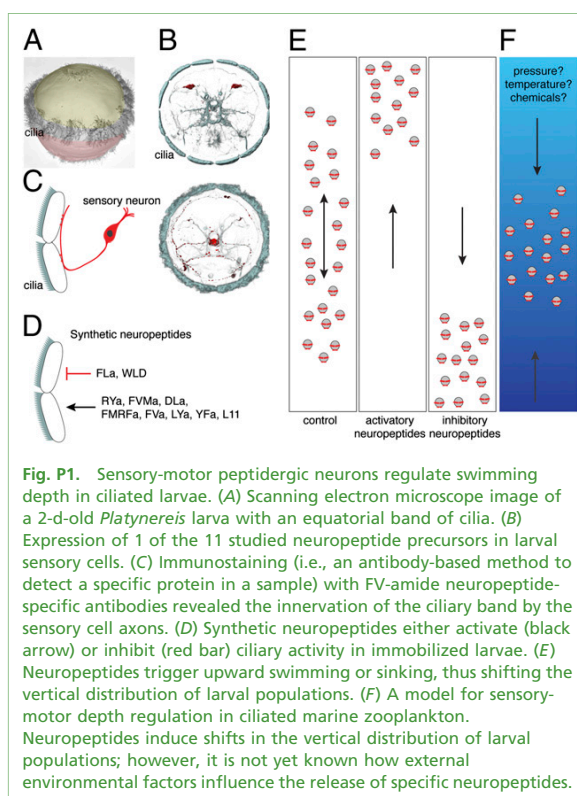 A
B
E
F
cilia
cilia
pressure?
temperature?
chemicals?
C
sensory neuron
cilia
D
Synthetic neuropeptides
FLa, WLD
RYa, FVMa, DLa,
FMRFa, FVa, LYa, YFa, L11
control
activatory
neuropeptides
inhibitory
neuropeptides
Fig. P1. Sensory-motor peptidergic neurons regulate swimming
depth in ciliated larvae. (A) Scanning electron microscope image of
a 2-d-old Platynereis larva with an equatorial band of cilia. (B)
Expression of 1 of the 11 studied neuropeptide precursors in larval
sensory cells. (C) Immunostaining (i.e., an antibody-based method to
detect a specific protein in a sample) with FV-amide neuropeptide-
specific antibodies revealed the innervation of the ciliary band by the
sensory cell axons. (D) Synthetic neuropeptides either activate (black
arrow) or inhibit (red bar) ciliary activity in immobilized larvae. (E)
Neuropeptides trigger upward swimming or sinking, thus shifting the
vertical distribution of larval populations. (F) A model for sensory-
motor depth regulation in ciliated marine zooplankton.
Neuropeptides induce shifts in the vertical distribution of larval
populations; however, it is not yet known how external
environmental factors influence the release of specific neuropeptides.